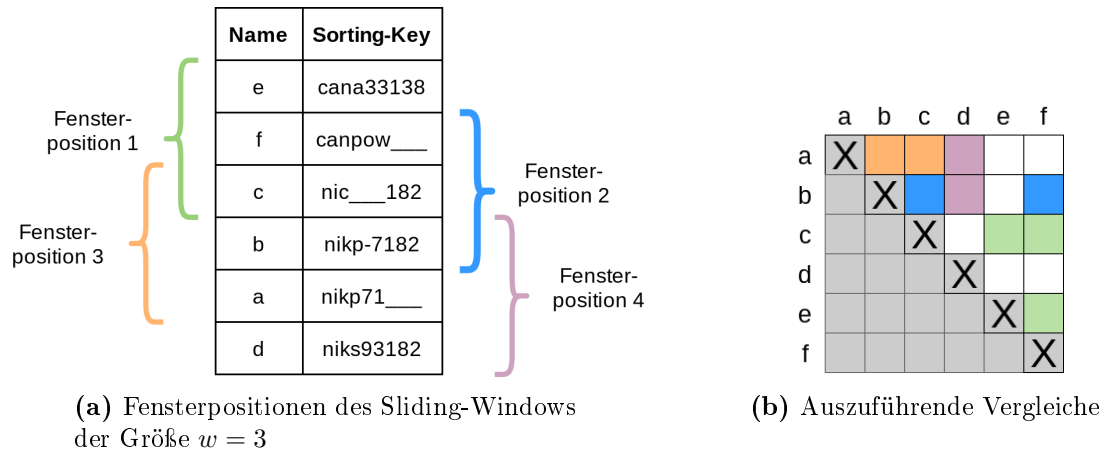 Name Sorting-Key
e cana33138
f canpow___
c nic___182
b nikp-7182
a nikp71___
d niks93182
Fenster-
position 1
Fenster-
position 3
Fenster-
position 2
Fenster-
position 4
(a) Fensterpositionen des Sliding-Windows
der Größe w = 3
a b c d e f
a X
b X
c X
d X
e X
f X
(b) Auszuführende Vergleiche